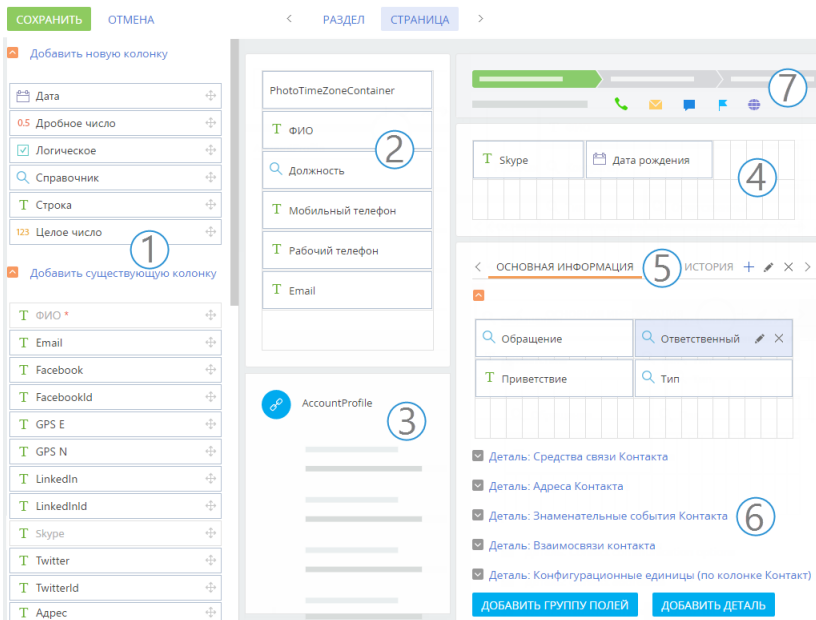 СОХРАНИТЬ ОТМЕНА < РАЗДЕЛ СТРАНИЦА >
Добавить новую колонку
Дата
0.5 Дробное число
Логическое
Справочник
T Строка
123 Целое число
1
Добавить существующую колонку
T ФИО *
T Email
T Facebook
T FacebookId
T GPS E
T GPS N
T LinkedIn
T LinkedInId
T Skype
T Twitter
T TwitterId
T Адрес
PhotoTimeZoneContainer
T ФИО
2
Должность
T Мобильный телефон
T Рабочий телефон
T Email
AccountProfile
3
7
T Skype
Дата рождения
4
< ОСНОВНАЯ ИНФОРМАЦИЯ 5 ИСТОРИЯ + × >
Обращение
Ответственный ×
T Приветствие
Тип
Деталь: Средства связи Контакта
Деталь: Адреса Контакта
Деталь: Знаменательные события Контакта
6
Деталь: Взаимосвязи контакта
Деталь: Конфигурационные единицы (по колонке Контакт)
ДОБАВИТЬ ГРУППУ ПОЛЕЙ ДОБАВИТЬ ДЕТАЛЬ